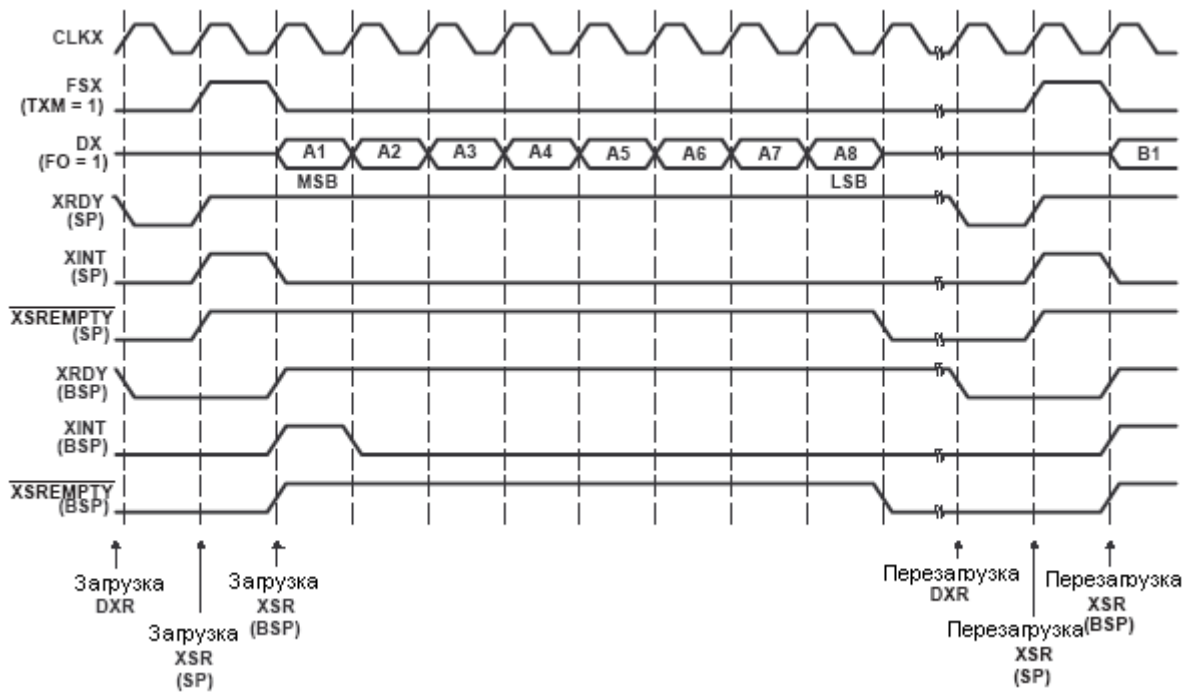 CLKX
FSX
(TXM = 1)
DX
(FO = 1)
A1 A2 A3 A4 A5 A6 A7 A8 B1
MSB LSB
XRDY
(SP)
XINT
(SP)
XSREMPTY
(SP)
XRDY
(BSP)
XINT
(BSP)
XSREMPTY
(BSP)
Загрузка
DXR
Загрузка
XSR
(SP)
Загрузка
XSR
(BSP)
Перезагрузка
DXR
Перезагрузка
XSR
(SP)
Перезагрузка
XSR
(BSP)